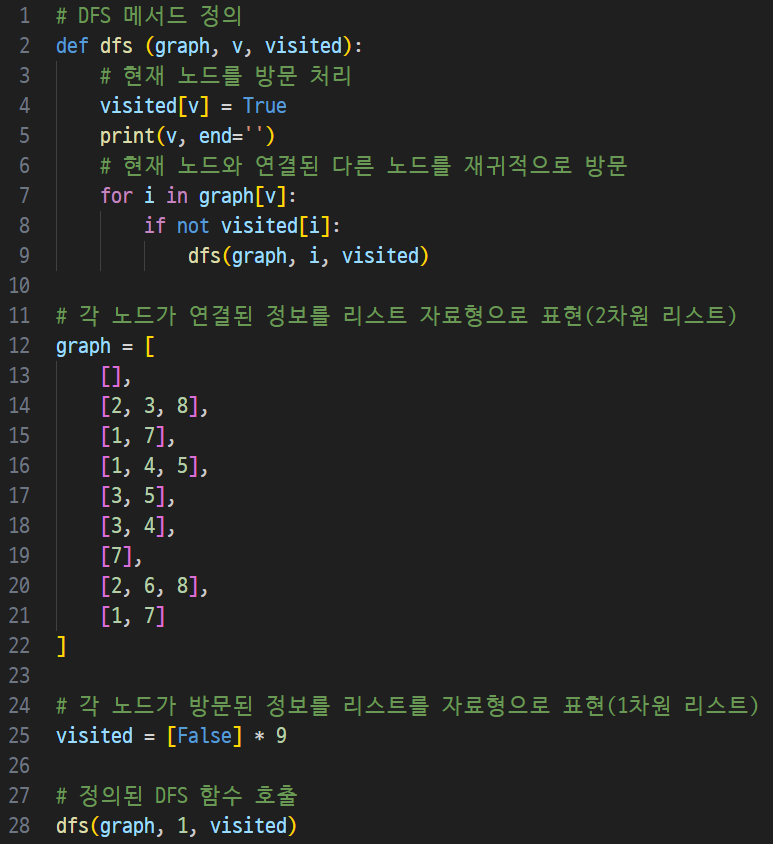 1 # DFS 메서드 정의
2 def dfs (graph, v, visited):
3     # 현재 노드를 방문 처리
4     visited[v] = True
5     print(v, end='')
6     # 현재 노드와 연결된 다른 노드를 재귀적으로 방문
7     for i in graph[v]:
8         if not visited[i]:
9             dfs(graph, i, visited)
10
11 # 각 노드가 연결된 정보를 리스트 자료형으로 표현(2차원 리스트)
12 graph = [
13     [],
14     [2, 3, 8],
15     [1, 7],
16     [1, 4, 5],
17     [3, 5],
18     [3, 4],
19     [7],
20     [2, 6, 8],
21     [1, 7]
22 ]
23
24 # 각 노드가 방문된 정보를 리스트를 자료형으로 표현(1차원 리스트)
25 visited = [False] * 9
26
27 # 정의된 DFS 함수 호출
28 dfs(graph, 1, visited)